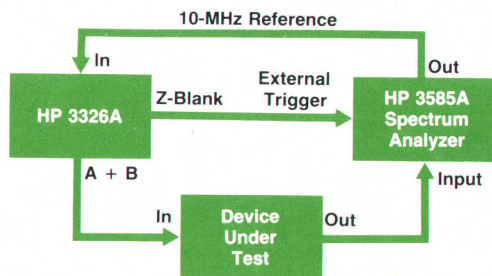 10-MHz Reference
In
Out
HP 3326A
Z-Blank
External
Trigger
HP 3585A
Spectrum
Analyzer
A + B
Input
In
Device
Under
Test
Out